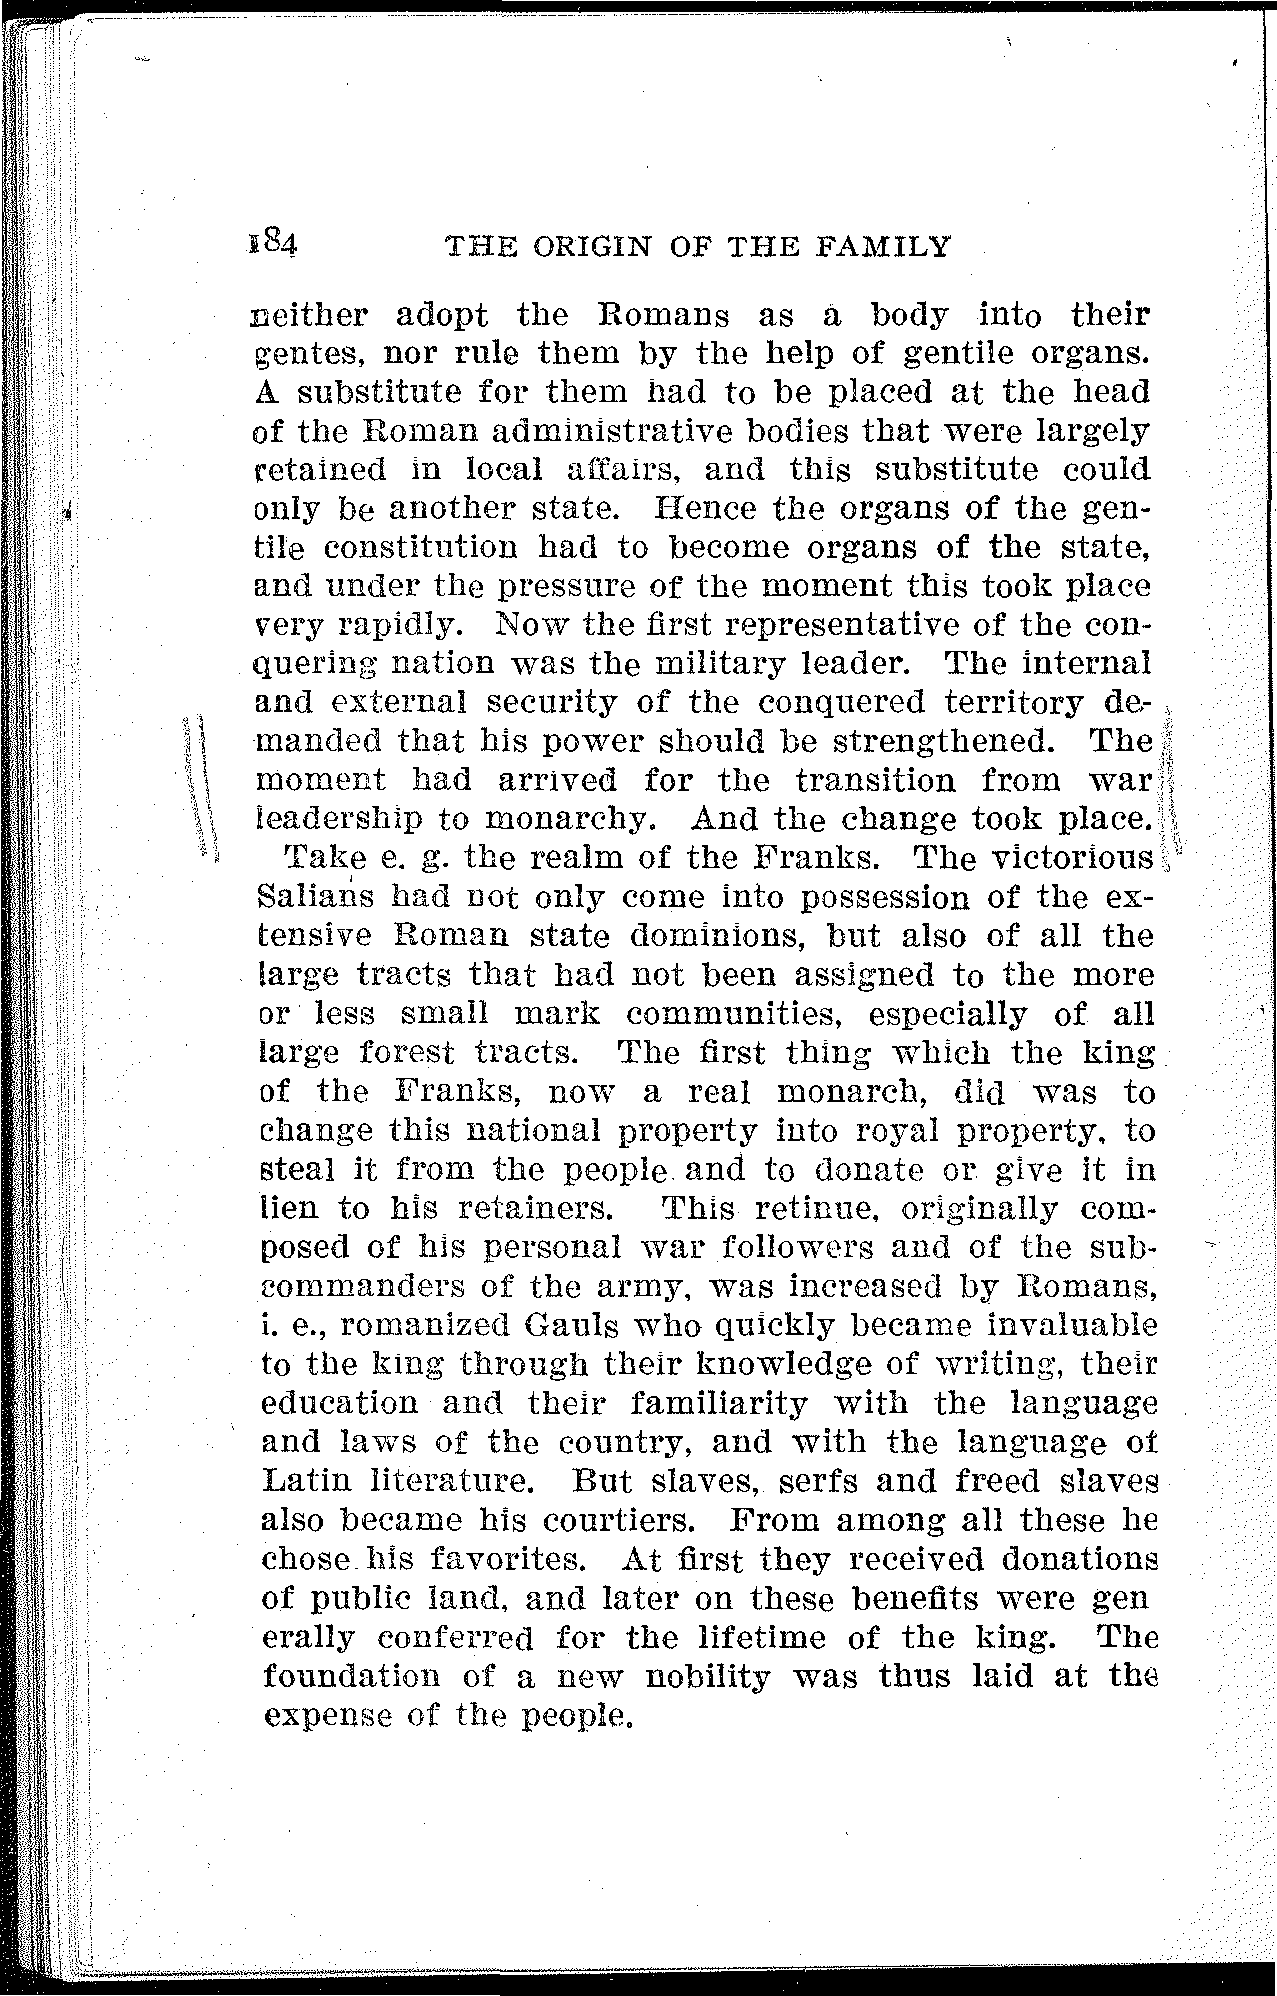 184 THE ORIGIN OF THE FAMILY
neither adopt the Romans as a body into their
gentes, nor rule them by the help of gentile organs.
A substitute for them had to be placed at the head
of the Roman administrative bodies that were largely
retained in local affairs, and this substitute could
only be another state. Hence the organs of the gen-
tile constitution had to become organs of the state,
and under the pressure of the moment this took place
very rapidly. Now the first representative of the con-
quering nation was the military leader. The internal
and external security of the conquered territory de-
manded that his power should be strengthened. The
moment had arrived for the transition from war
leadership to monarchy. And the change took place.
Take e. g. the realm of the Franks. The victorious
Salians had not only come into possession of the ex-
tensive Roman state dominions, but also of all the
large tracts that had not been assigned to the more
or less small mark communities, especially of all
large forest tracts. The first thing which the king
of the Franks, now a real monarch, did was to
change this national property into royal property, to
steal it from the people and to donate or give it in
lien to his retainers. This retinue, originally com-
posed of his personal war followers and of the sub-
commanders of the army, was increased by Romans,
i. e., romanized Gauls who quickly became invaluable
to the king through their knowledge of writing, their
education and their familiarity with the language
and laws of the country, and with the language of
Latin literature. But slaves, serfs and freed slaves
also became his courtiers. From among all these he
chose his favorites. At first they received donations
of public land, and later on these benefits were gen
erally conferred for the lifetime of the king. The
foundation of a new nobility was thus laid at the
expense of the people.